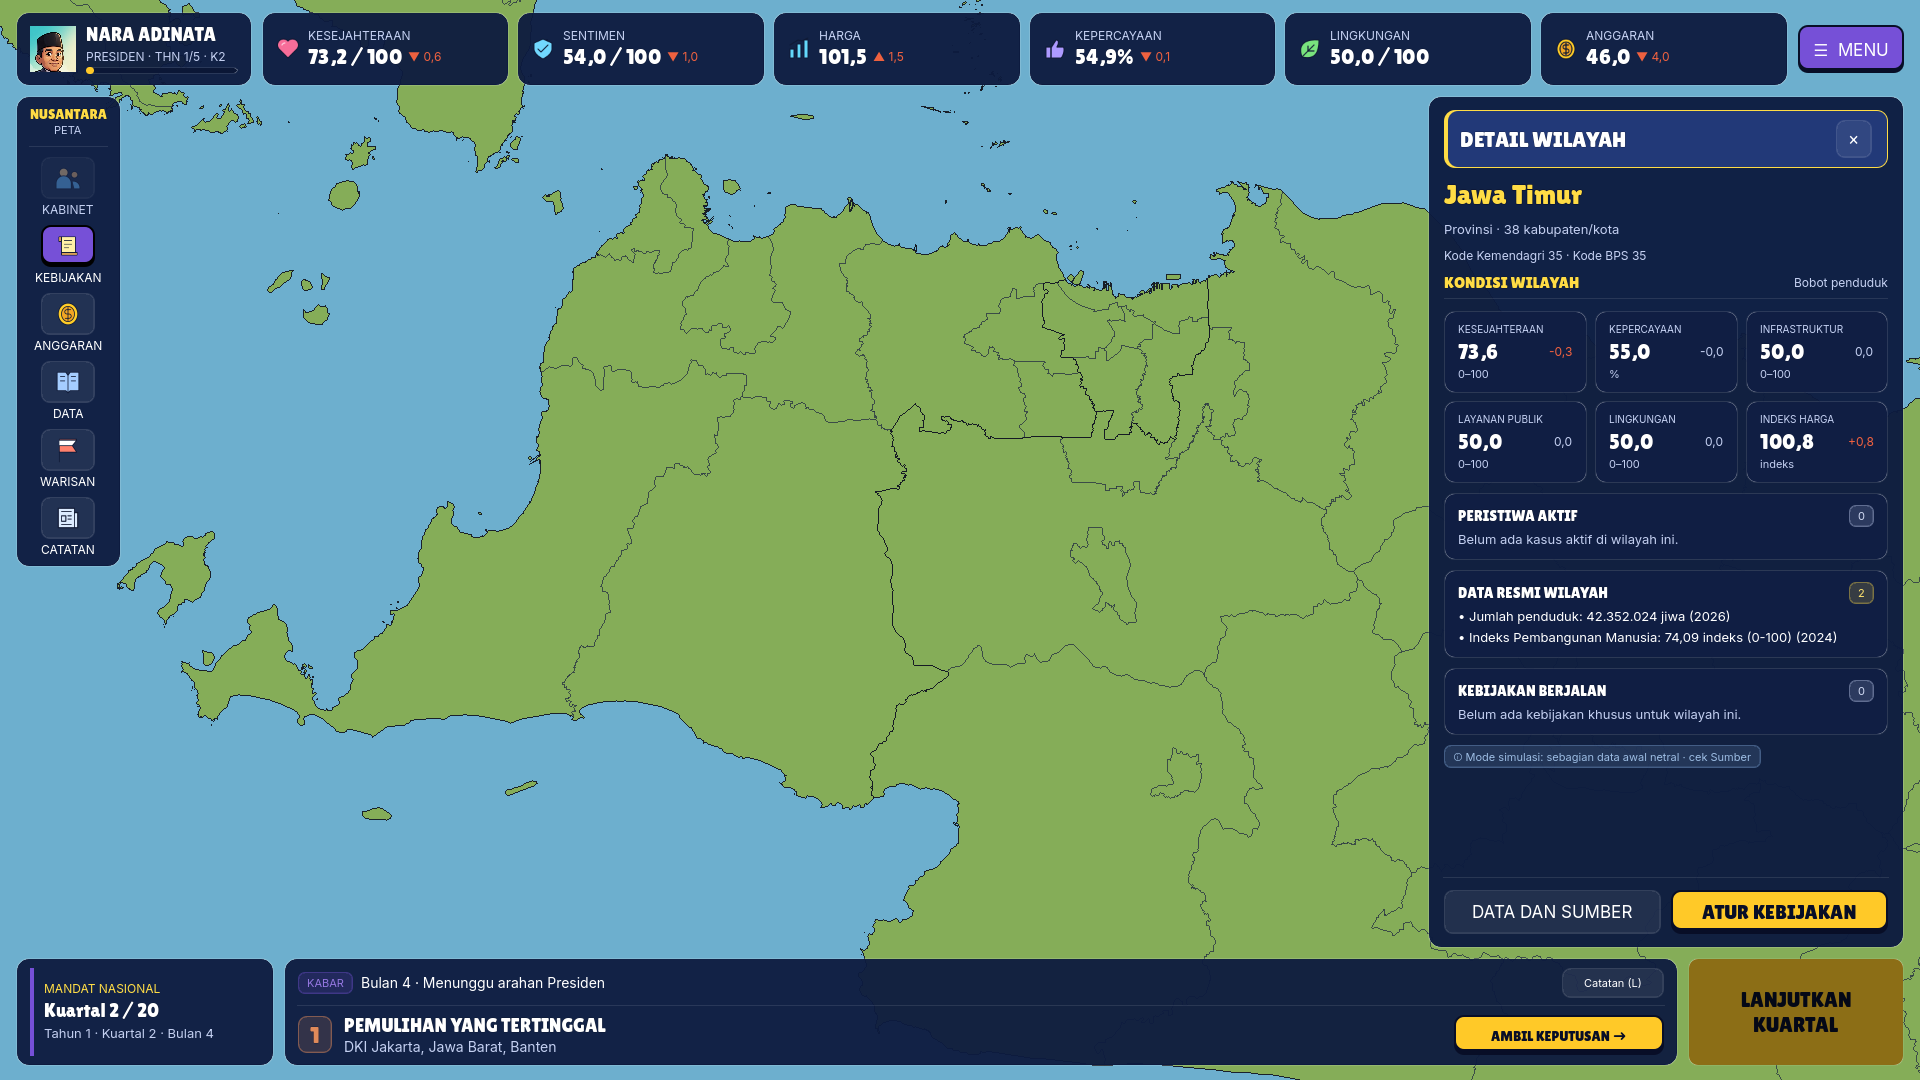 NARA ADINATA
PRESIDEN · THN 1/5 · K2
KESEJAHTERAAN
73,2 / 100 ▼ 0,6
SENTIMEN
54,0 / 100 ▼ 1,0
HARGA
101,5 ▲ 1,5
KEPERCAYAAN
54,9% ▼ 0,1
LINGKUNGAN
50,0 / 100
ANGGARAN
46,0 ▼ 4,0
☰ MENU
NUSANTARA
PETA
KABINET
KEBIJAKAN
ANGGARAN
DATA
WARISAN
CATATAN
DETAIL WILAYAH
×
Jawa Timur
Provinsi · 38 kabupaten/kota
Kode Kemendagri 35 · Kode BPS 35
KONDISI WILAYAH
Bobot penduduk
KESEJAHTERAAN
73,6 -0,3
0–100
KEPERCAYAAN
55,0 -0,0
%
INFRASTRUKTUR
50,0 0,0
0–100
LAYANAN PUBLIK
50,0 0,0
0–100
LINGKUNGAN
50,0 0,0
0–100
INDEKS HARGA
100,8 +0,8
indeks
PERISTIWA AKTIF 0
Belum ada kasus aktif di wilayah ini.
DATA RESMI WILAYAH 2
• Jumlah penduduk: 42.352.024 jiwa (2026)
• Indeks Pembangunan Manusia: 74,09 indeks (0-100) (2024)
KEBIJAKAN BERJALAN 0
Belum ada kebijakan khusus untuk wilayah ini.
Mode simulasi: sebagian data awal netral · cek Sumber
DATA DAN SUMBER
ATUR KEBIJAKAN
MANDAT NASIONAL
Kuartal 2 / 20
Tahun 1 · Kuartal 2 · Bulan 4
KABAR Bulan 4 · Menunggu arahan Presiden
Catatan (L)
1 PEMULIHAN YANG TERTINGGAL
DKI Jakarta, Jawa Barat, Banten
AMBIL KEPUTUSAN →
LANJUTKAN
KUARTAL